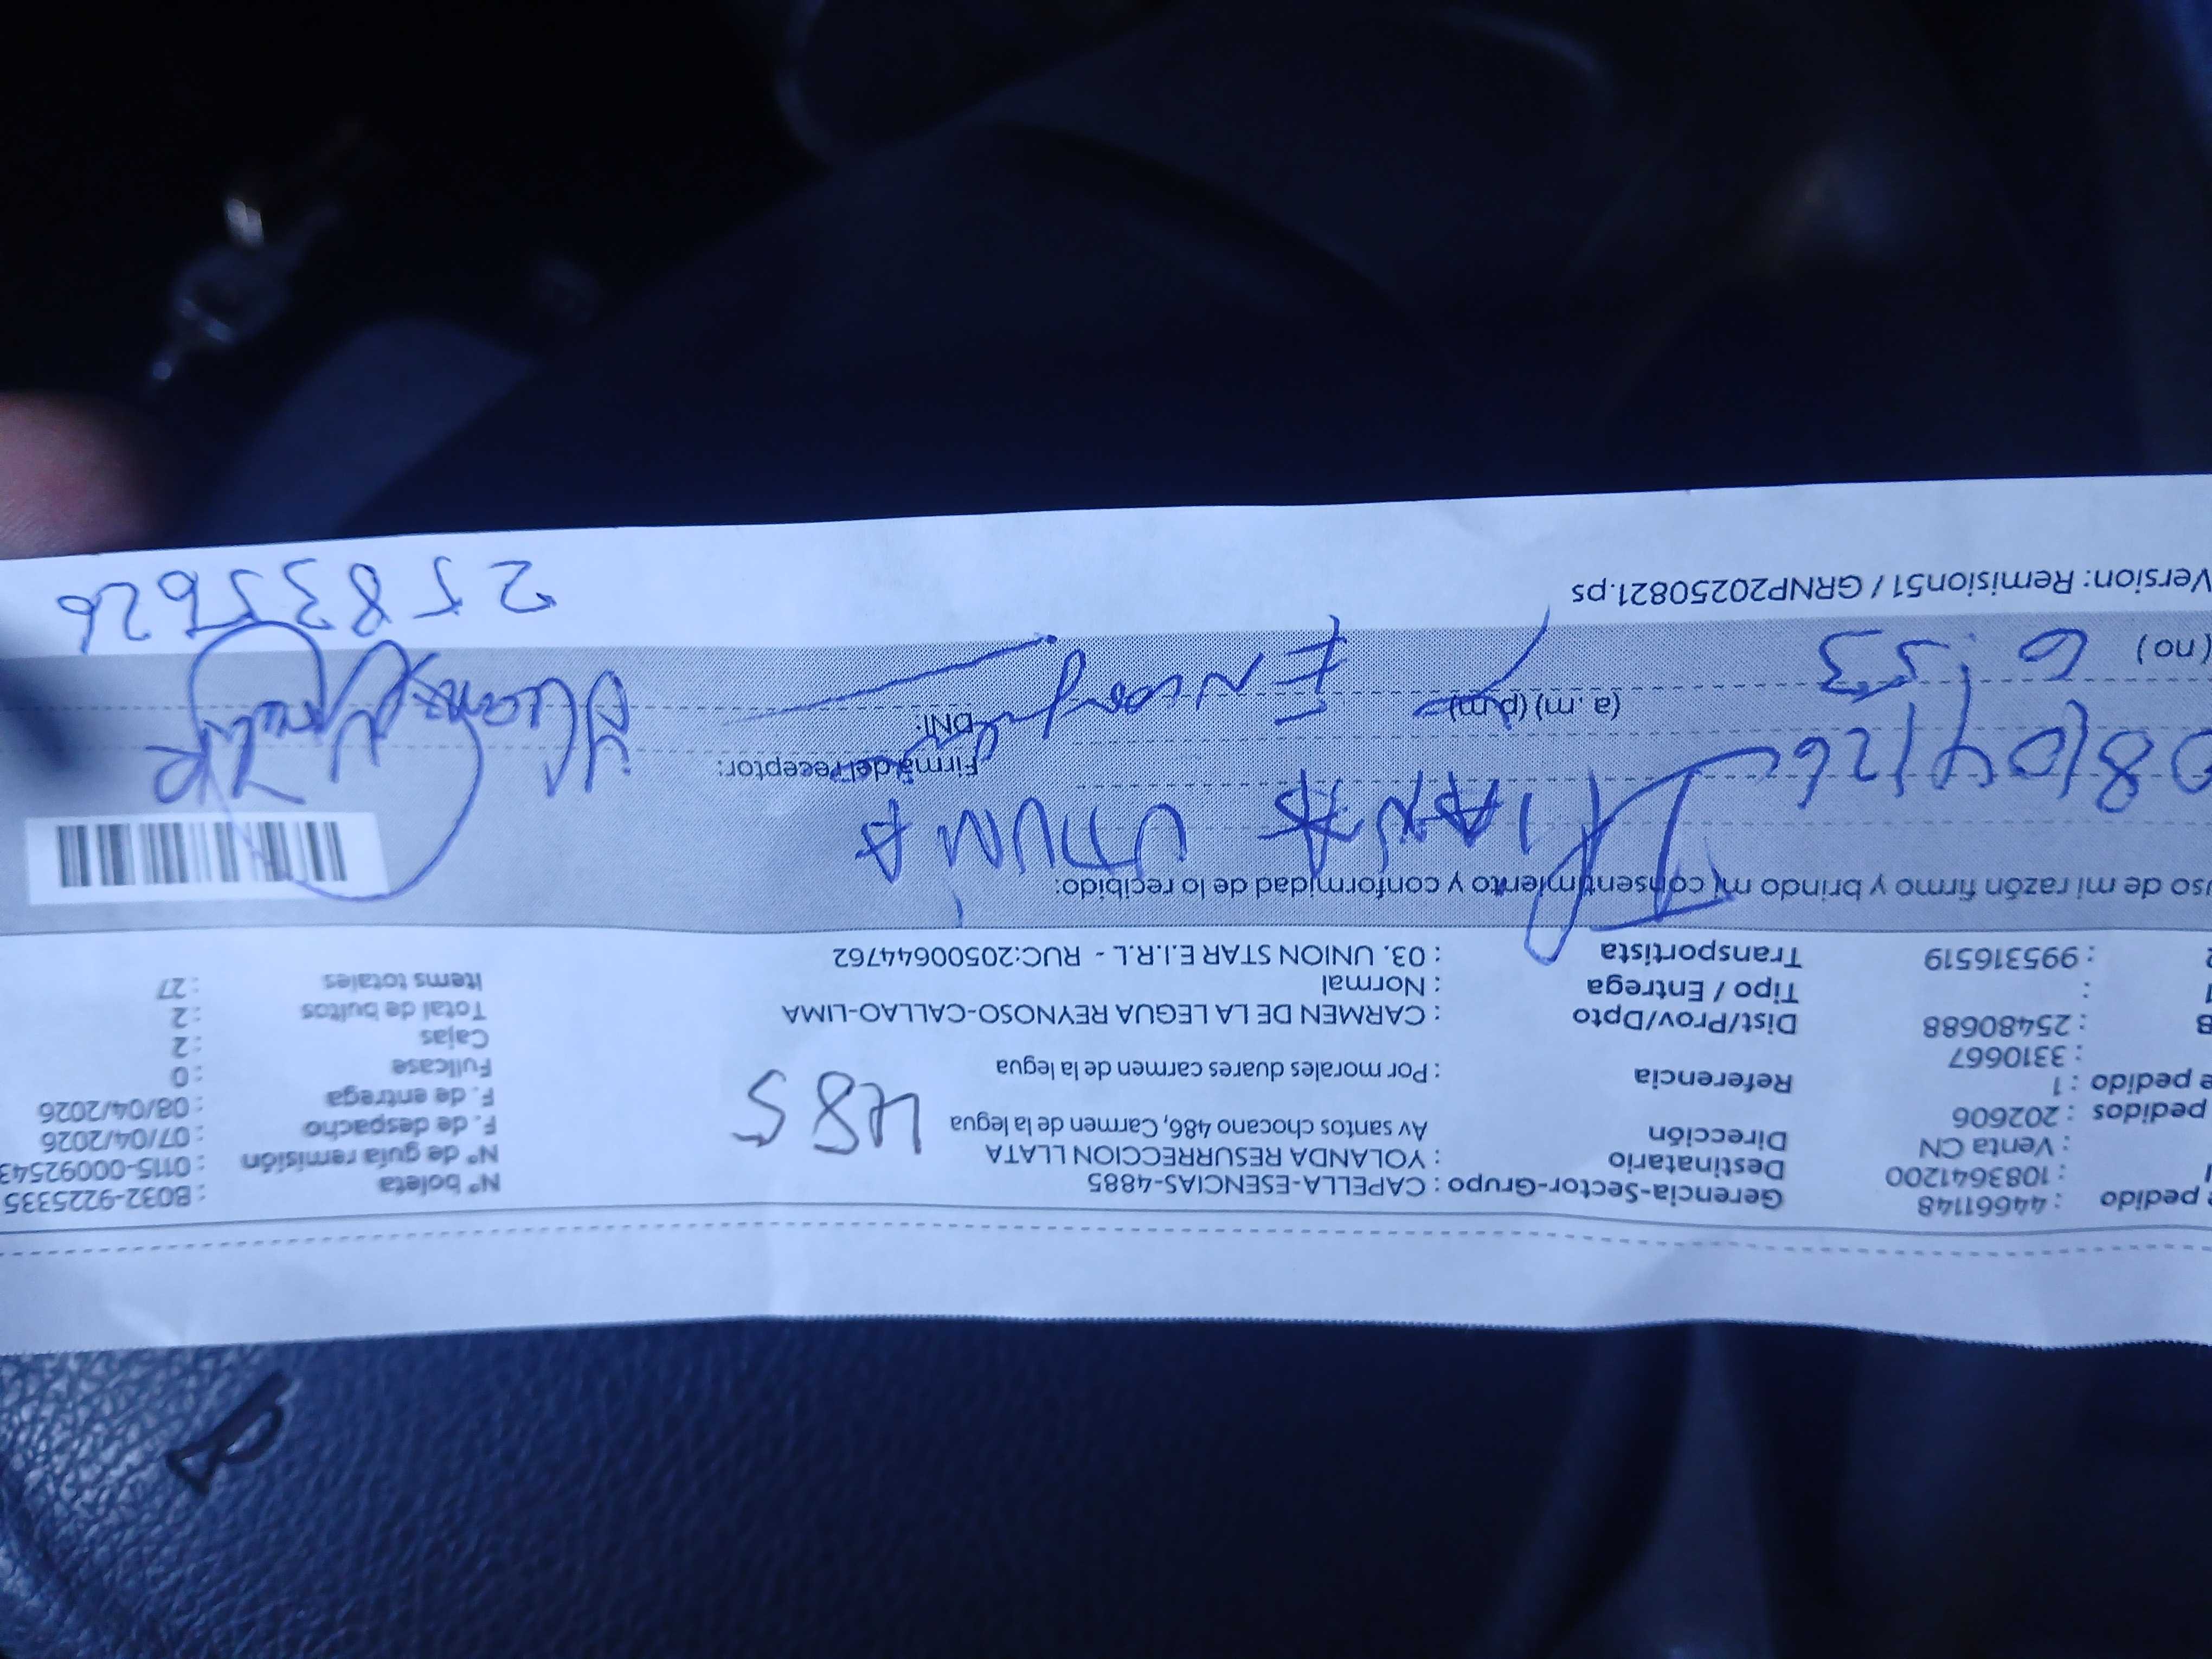 e pedido : 44661148 Gerencia-Sector-Grupo : CAPELLA-ESENCIAS-4885 N° boleta : B032-9225335
: 1083641200 Destinatario : YOLANDA RESURRECCION LLATA N° de guía remisión : 0115-00092543
: Venta CN Dirección Av santos chocano 486, Carmen de la legua 485 F. de despacho : 07/04/2026
pedidos : 202606 F. de entrega : 08/04/2026
e pedido : 1 Referencia : Por morales duares carmen de la legua Fullcase : 0
: 3310667 Cajas : 2
: 25480688 Dist/Prov/Dpto : CARMEN DE LA LEGUA REYNOSO-CALLAO-LIMA Total de bultos : 2
: Tipo / Entrega : Normal Items totales : 27
: 995316519 Transportista : 03. UNION STAR E.I.R.L - RUC:20500644762
uso de mi razón firmo y brindo mi consentimiento y conformidad de lo recibido:
08/04/26 Firma del receptor:
(a. m) (p.m) DNI:
(no) 6:53
Version: Remision51 / GRNP20250821.ps 25835626